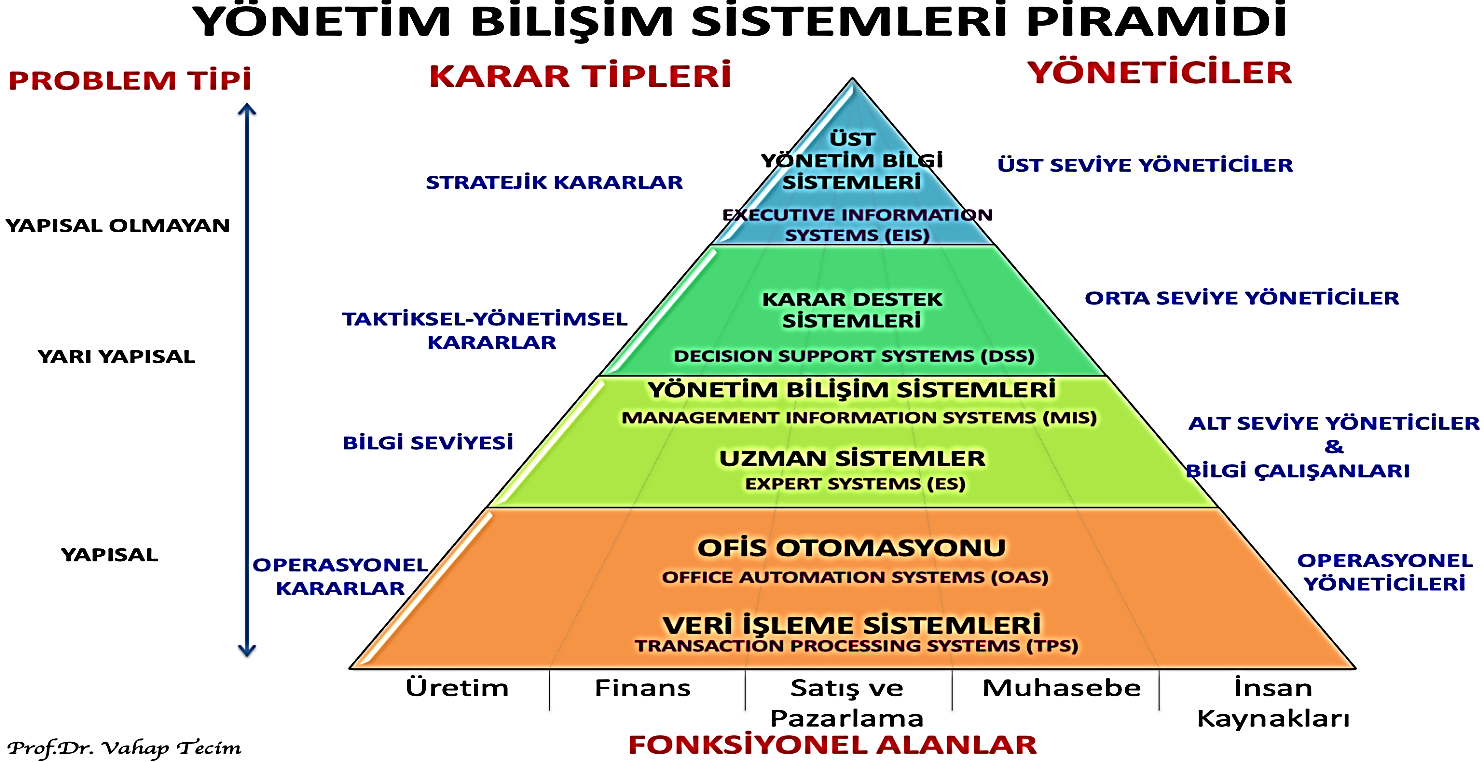 YÖNETİM BİLİŞİM SİSTEMLERİ PİRAMİDİ
PROBLEM TİPİ
KARAR TİPLERİ
YÖNETİCİLER
YAPISAL OLMAYAN
YARI YAPISAL
YAPISAL
STRATEJİK KARARLAR
TAKTİKSEL-YÖNETİMSEL
KARARLAR
BİLGİ SEVİYESİ
OPERASYONEL
KARARLAR
ÜST
YÖNETİM BİLGİ
SİSTEMLERİ
EXECUTIVE INFORMATION
SYSTEMS (EIS)
KARAR DESTEK
SİSTEMLERİ
DECISION SUPPORT SYSTEMS (DSS)
YÖNETİM BİLİŞİM SİSTEMLERİ
MANAGEMENT INFORMATION SYSTEMS (MIS)
UZMAN SİSTEMLER
EXPERT SYSTEMS (ES)
OFİS OTOMASYONU
OFFICE AUTOMATION SYSTEMS (OAS)
VERİ İŞLEME SİSTEMLERİ
TRANSACTION PROCESSING SYSTEMS (TPS)
ÜST SEVİYE YÖNETİCİLER
ORTA SEVİYE YÖNETİCİLER
ALT SEVİYE YÖNETİCİLER
&
BİLGİ ÇALIŞANLARI
OPERASYONEL
YÖNETİCİLERİ
Üretim
Finans
Satış ve
Pazarlama
Muhasebe
İnsan
Kaynakları
FONKSİYONEL ALANLAR
Prof.Dr. Vahap Tecim